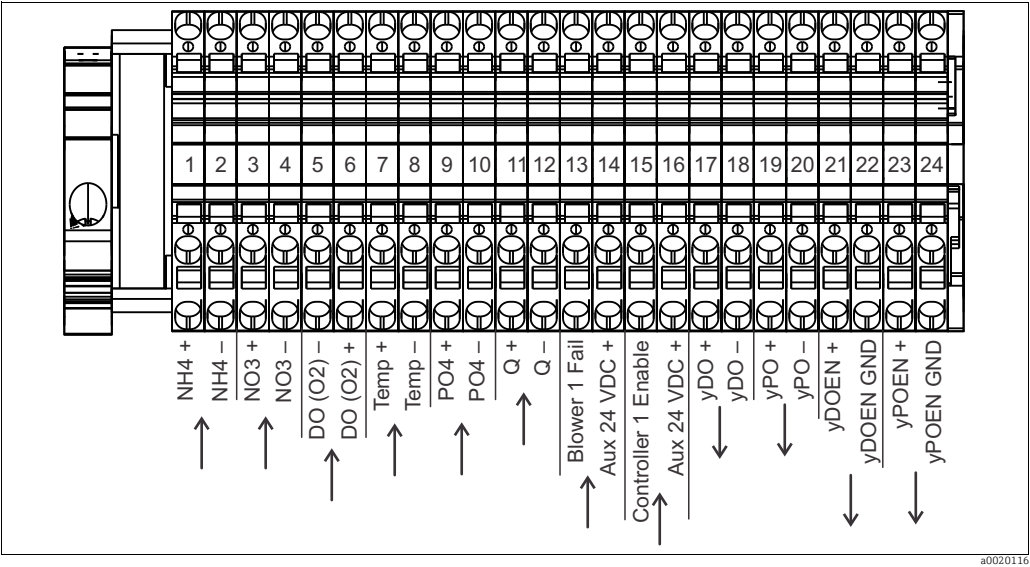 1 2 3 4 5 6 7 8 9 10 11 12 13 14 15 16 17 18 19 20 21 22 23 24
NH4 +
NH4 –
NO3 +
NO3 –
DO (O2) –
DO (O2) +
Temp +
Temp –
PO4 +
PO4 –
Q +
Q –
Blower 1 Fail
Aux 24 VDC +
Controller 1 Enable
Aux 24 VDC +
yDO +
yDO –
yPO +
yPO –
yDOEN +
yDOEN GND
yPOEN +
yPOEN GND
a0020116